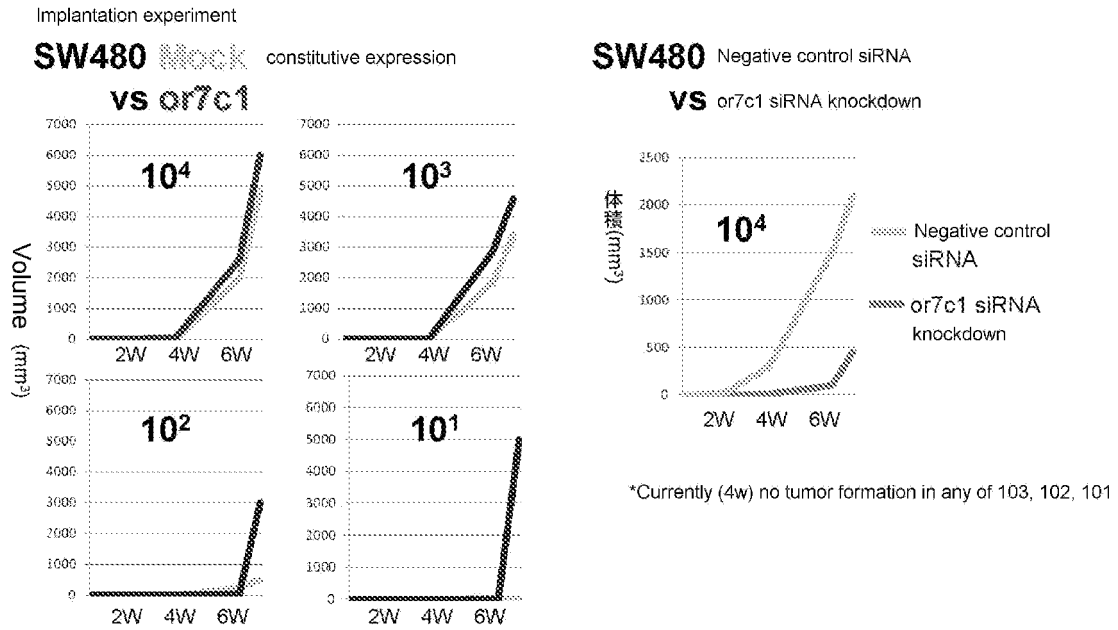 Implantation experiment
SW480 Mock constitutive expression
vs or7c1
Volume (mm³)
7000
6000
5000
4000
3000
2000
1000
0
10⁴
2W 4W 6W
7000
6000
5000
4000
3000
2000
1000
0
10³
2W 4W 6W
7000
6000
5000
4000
3000
2000
1000
0
10²
2W 4W 6W
7000
6000
5000
4000
3000
2000
1000
0
10¹
2W 4W 6W
SW480 Negative control siRNA
vs or7c1 siRNA knockdown
体積(mm³)
2500
2000
1500
1000
500
0
10⁴
2W 4W 6W
Negative control
siRNA
or7c1 siRNA
knockdown
*Currently (4w) no tumor formation in any of 103, 102, 101